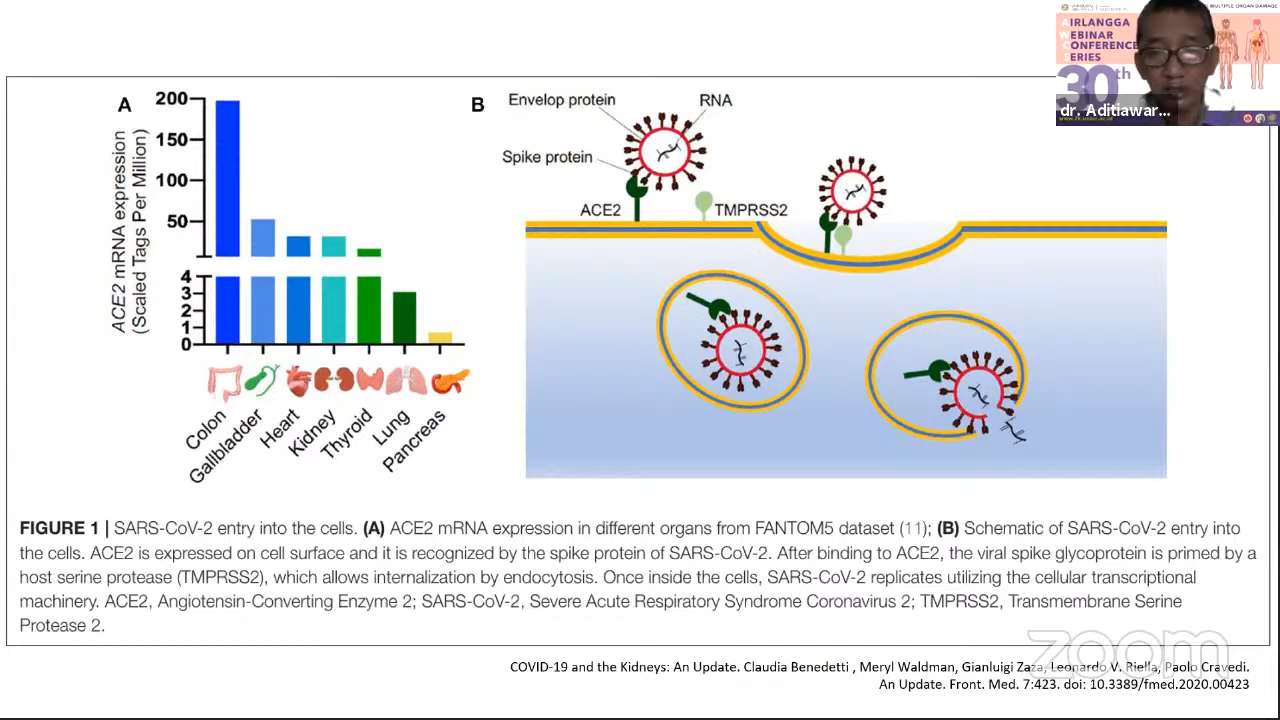 MULTIPLE ORGAN DAMAGE
AIRLANGGA
WEBINAR
CONFERENCE
SERIES
30th
dr. Aditiawar...
A
200
150
100
50
4
3
2
1
0
ACE2 mRNA expression
(Scaled Tags Per Million)
Colon
Gallbladder
Heart
Kidney
Thyroid
Lung
Pancreas
B
Envelop protein
RNA
Spike protein
ACE2
TMPRSS2
FIGURE 1 | SARS-CoV-2 entry into the cells. (A) ACE2 mRNA expression in different organs from FANTOM5 dataset (11); (B) Schematic of SARS-CoV-2 entry into
the cells. ACE2 is expressed on cell surface and it is recognized by the spike protein of SARS-CoV-2. After binding to ACE2, the viral spike glycoprotein is primed by a
host serine protease (TMPRSS2), which allows internalization by endocytosis. Once inside the cells, SARS-CoV-2 replicates utilizing the cellular transcriptional
machinery. ACE2, Angiotensin-Converting Enzyme 2; SARS-CoV-2, Severe Acute Respiratory Syndrome Coronavirus 2; TMPRSS2, Transmembrane Serine
Protease 2.
zoom
COVID-19 and the Kidneys: An Update. Claudia Benedetti , Meryl Waldman, Gianluigi Zaza, Leonardo V. Riella, Paolo Cravedi.
An Update. Front. Med. 7:423. doi: 10.3389/fmed.2020.00423